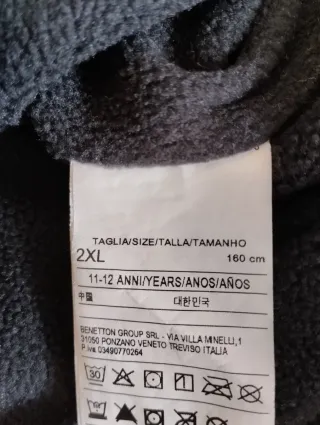 TAGLIA/SIZE/TALLA/TAMANHO
2XL 160 cm
11-12 ANNI/YEARS/ANOS/AÑOS
中国 대한민국
BENETTON GROUP SRL - VIA VILLA MINELLI,1
31050 PONZANO VENETO TREVISO ITALIA
P.iva 03490770264
30